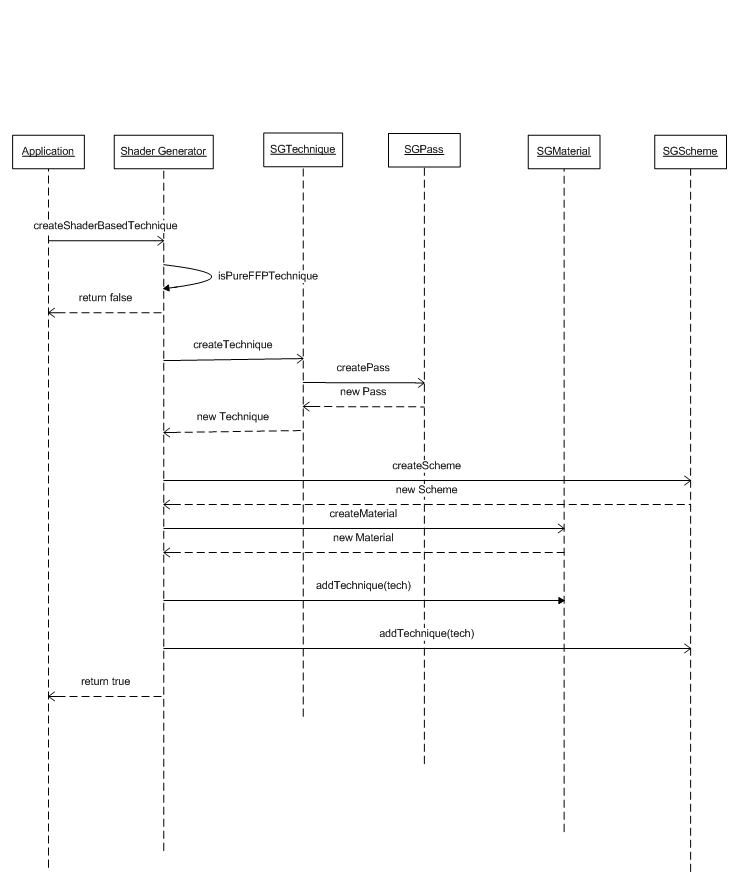 Application
Shader Generator
SGTechnique
SGPass
SGMaterial
SGScheme
createShaderBasedTechnique
isPureFFPTechnique
return false
createTechnique
createPass
new Pass
new Technique
createScheme
new Scheme
createMaterial
new Material
addTechnique(tech)
addTechnique(tech)
return true